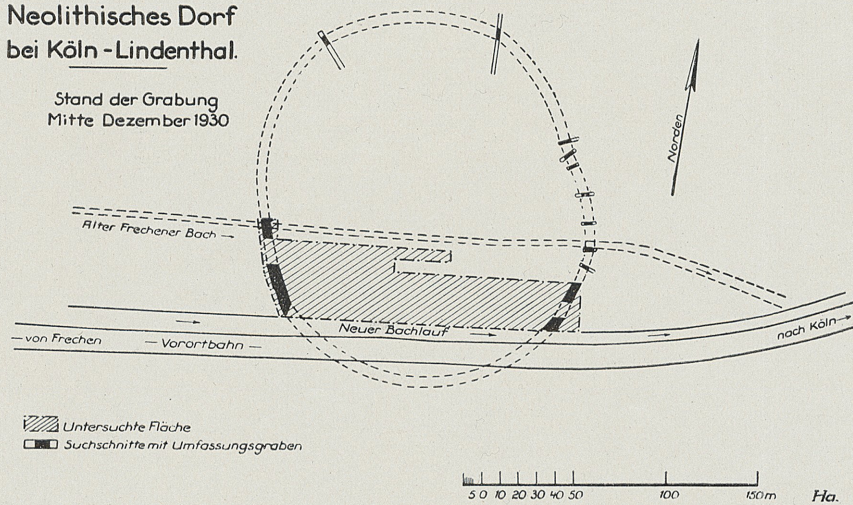 Neolithisches Dorf
bei Köln-Lindenthal.
Stand der Grabung
Mitte Dezember 1930
Norden
Alter Frechener Bach
Neuer Bachlauf
von Frechen
Vorortbahn
nach Köln
Untersuchte Fläche
Suchschnitte mit Umfassungsgraben
5 0 10 20 30 40 50 100 150m
Ha.